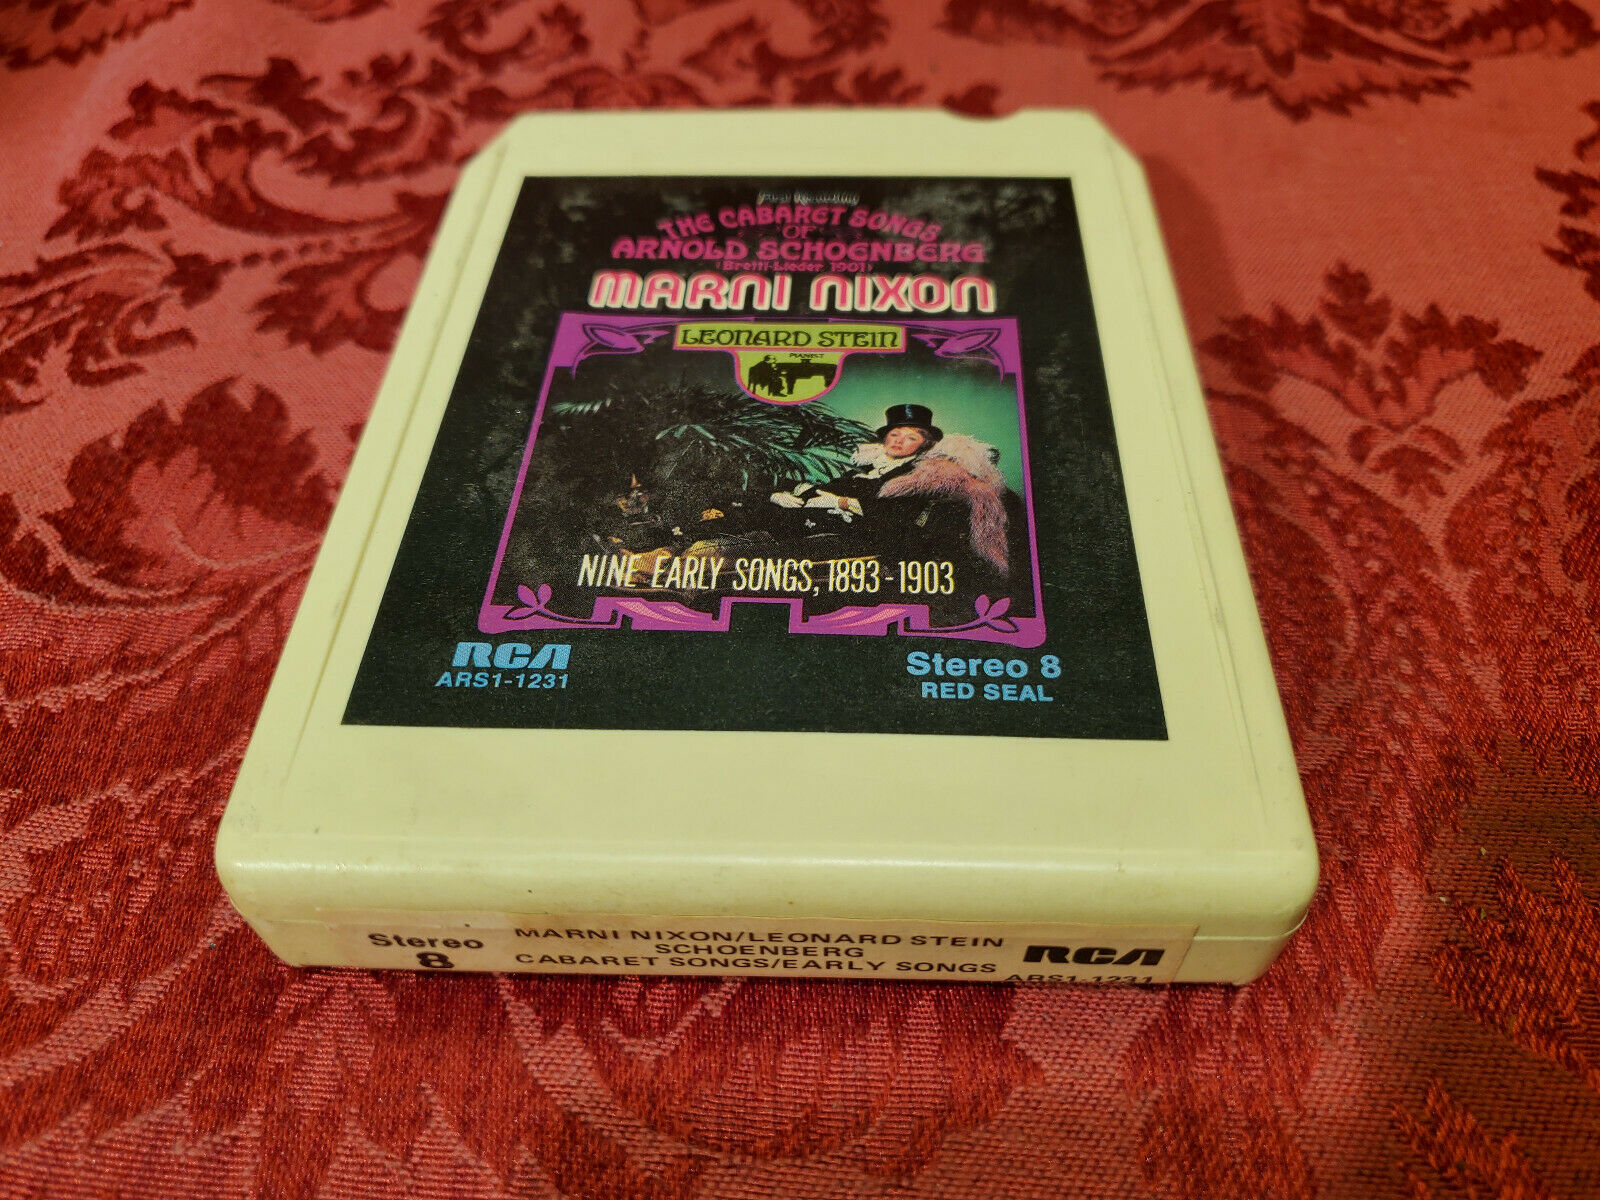 First Recording
THE CABARET SONGS
OF
ARNOLD SCHOENBERG
(Brettl-Lieder 1901)
MARNI NIXON
LEONARD STEIN
PIANIST
NINE EARLY SONGS, 1893-1903
RCA
ARS1-1231
Stereo 8
RED SEAL
Stereo
8
MARNI NIXON/LEONARD STEIN
SCHOENBERG
CABARET SONGS/EARLY SONGS
RCA
ARS1-1231